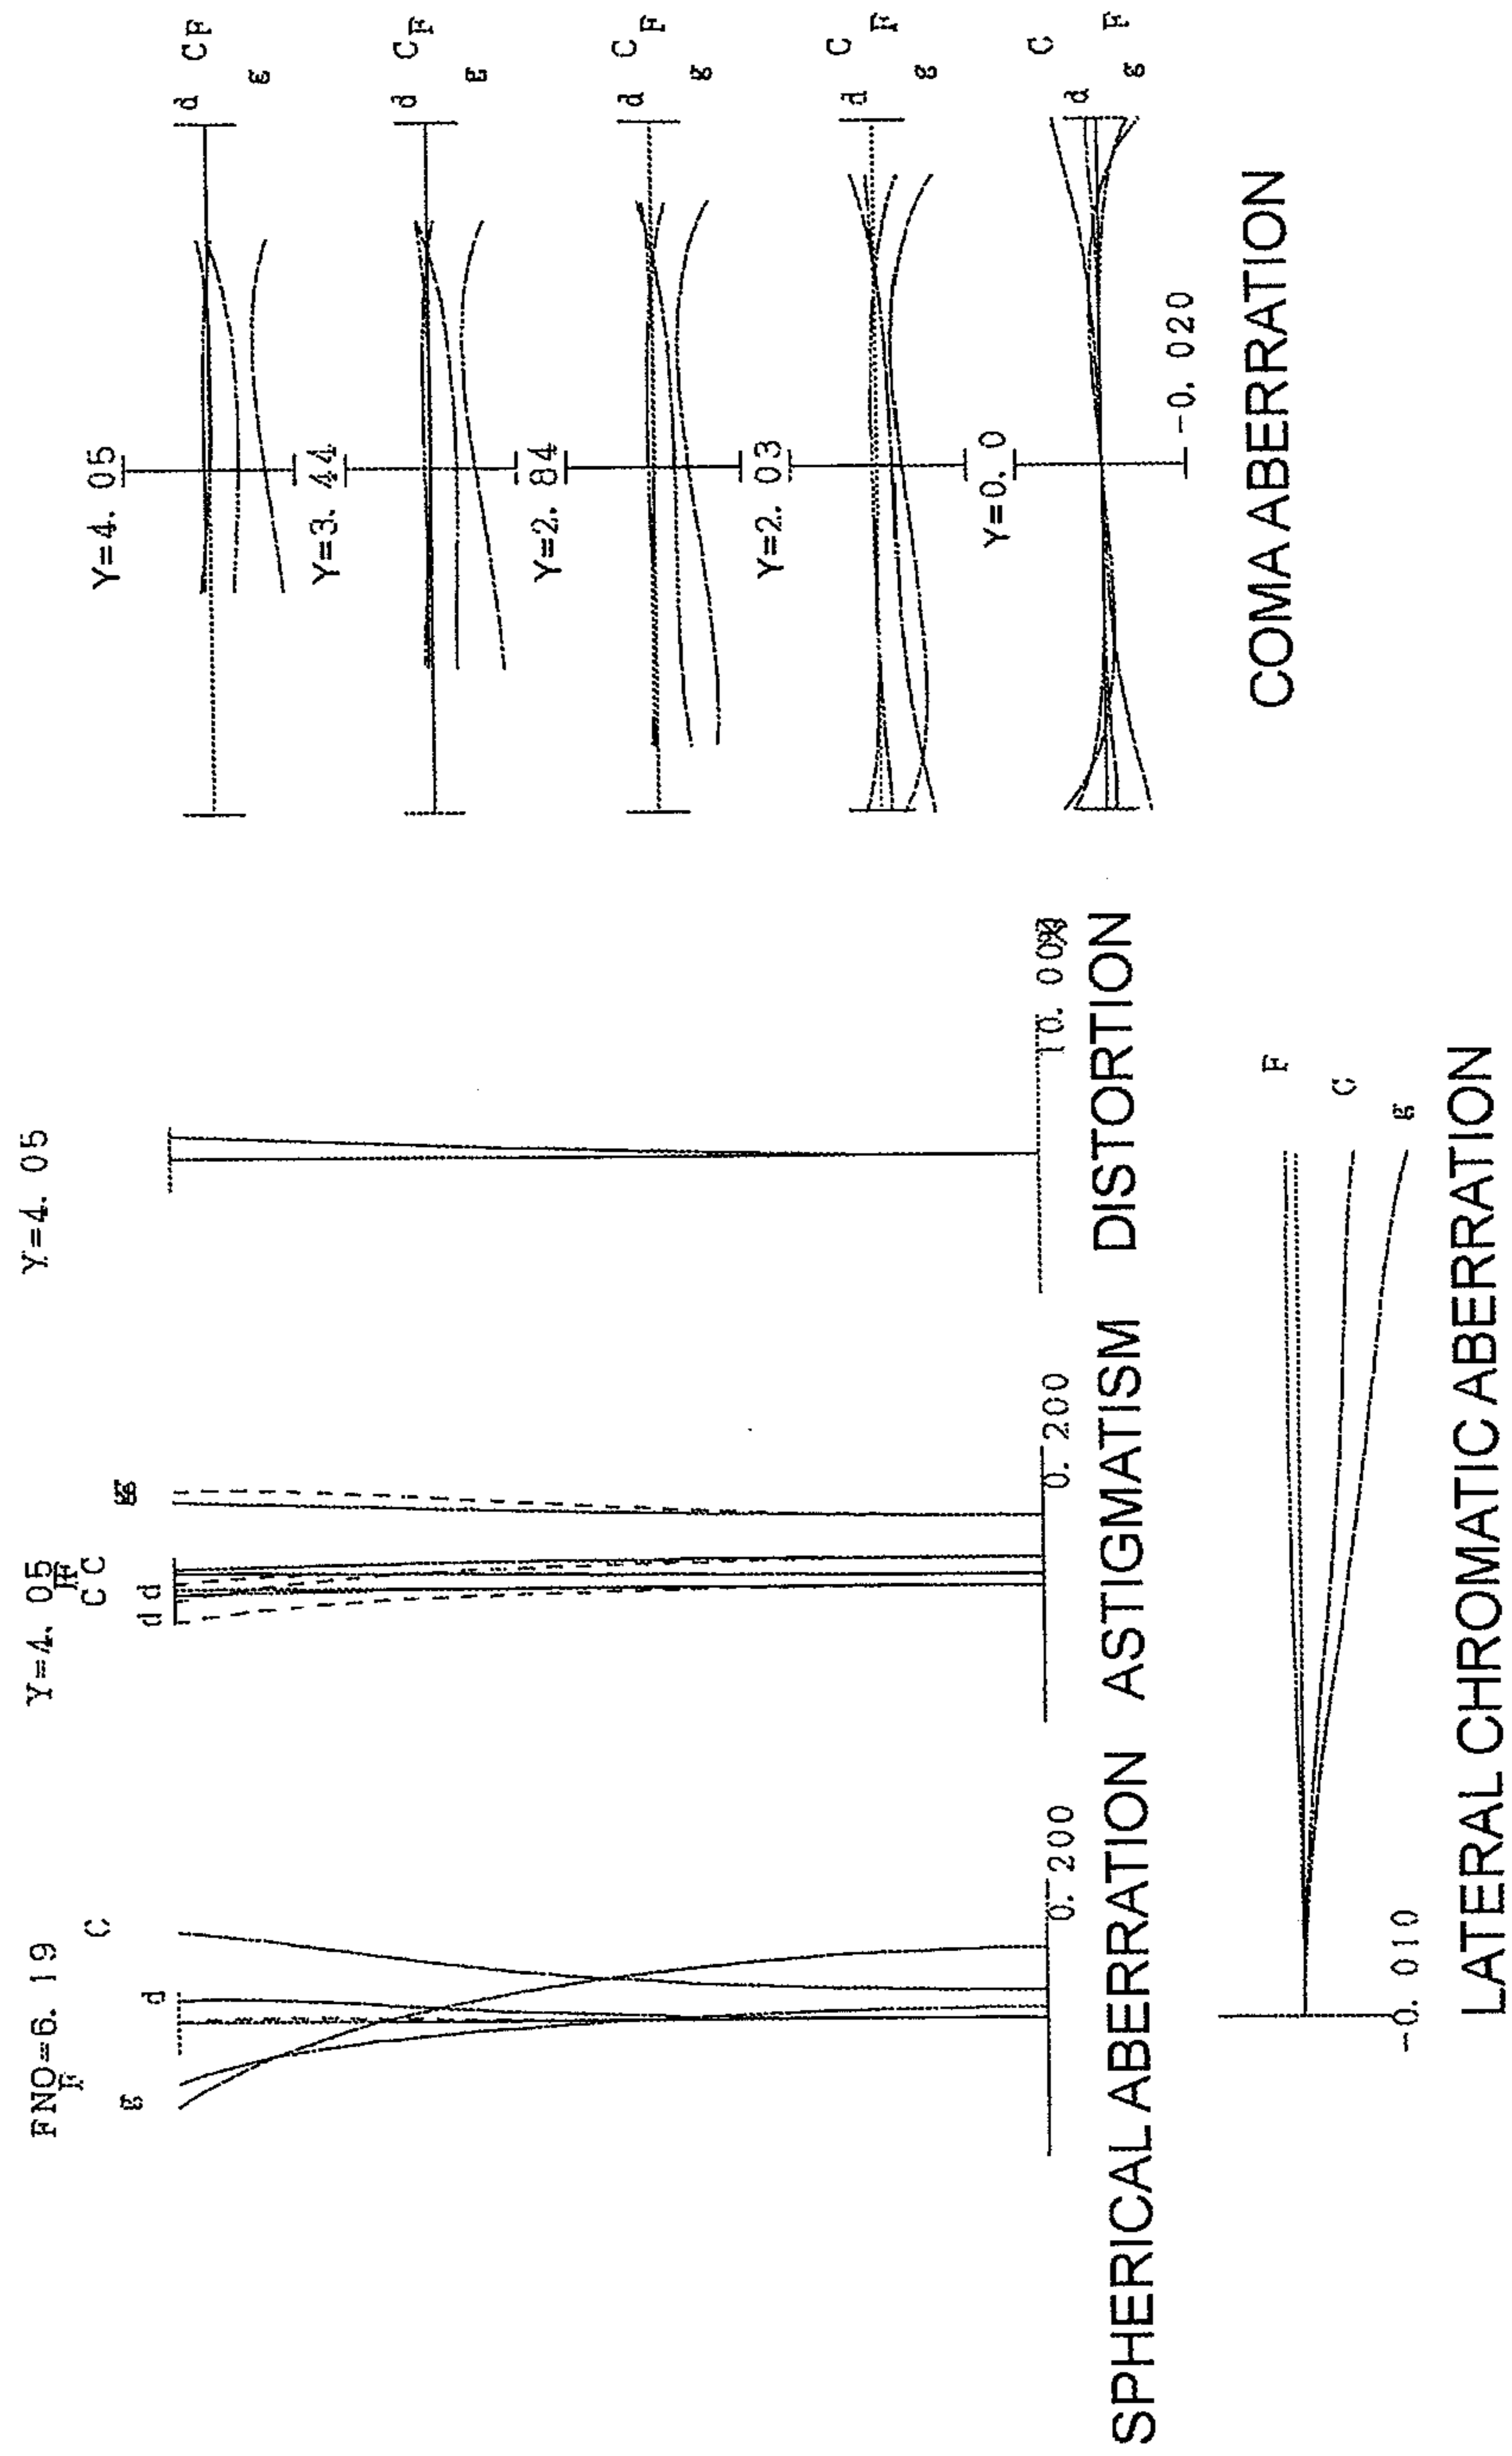 FNO=6.19
F
g
d
C
0.200
SPHERICAL ABERRATION
Y=4.05
F
C C
d d
g
0.200
ASTIGMATISM
Y=4.05
10.00%
DISTORTION
Y=4.05
d
C F
g
Y=3.44
d
C F
g
Y=2.84
d
C
F
g
Y=2.03
d
C
F
g
Y=0.0
d
C
F
g
-0.020
COMA ABERRATION
-0.010
F
C
g
LATERAL CHROMATIC ABERRATION